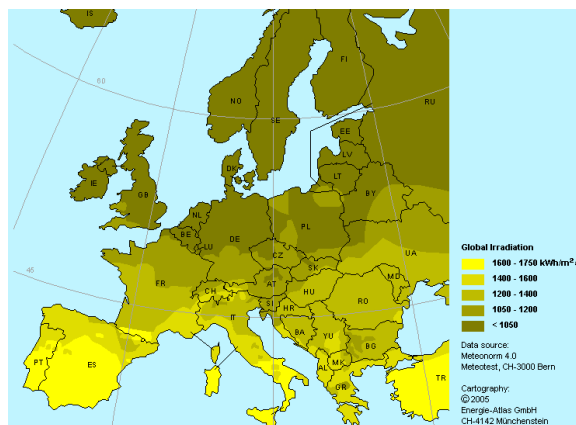 IS
60
FI
NO
RU
SE
EE
LV
DK
LT
IE
GB
BY
NL
PL
BE
DE
LU
UA
CZ
SK
45
MD
FR
AT
CH
HU
RO
SI
IT
HR
BA
YU
BG
PT
ES
MK
AL
TR
GR
Global Irradiation
1600 - 1750 kWh/m²a
1400 - 1600
1200 - 1400
1050 - 1200
< 1050
Data source:
Meteonorm 4.0
Metectest, CH-3000 Bern
Cartography:
©2005
Energie-Atlas GmbH
CH-4142 Münchenstein